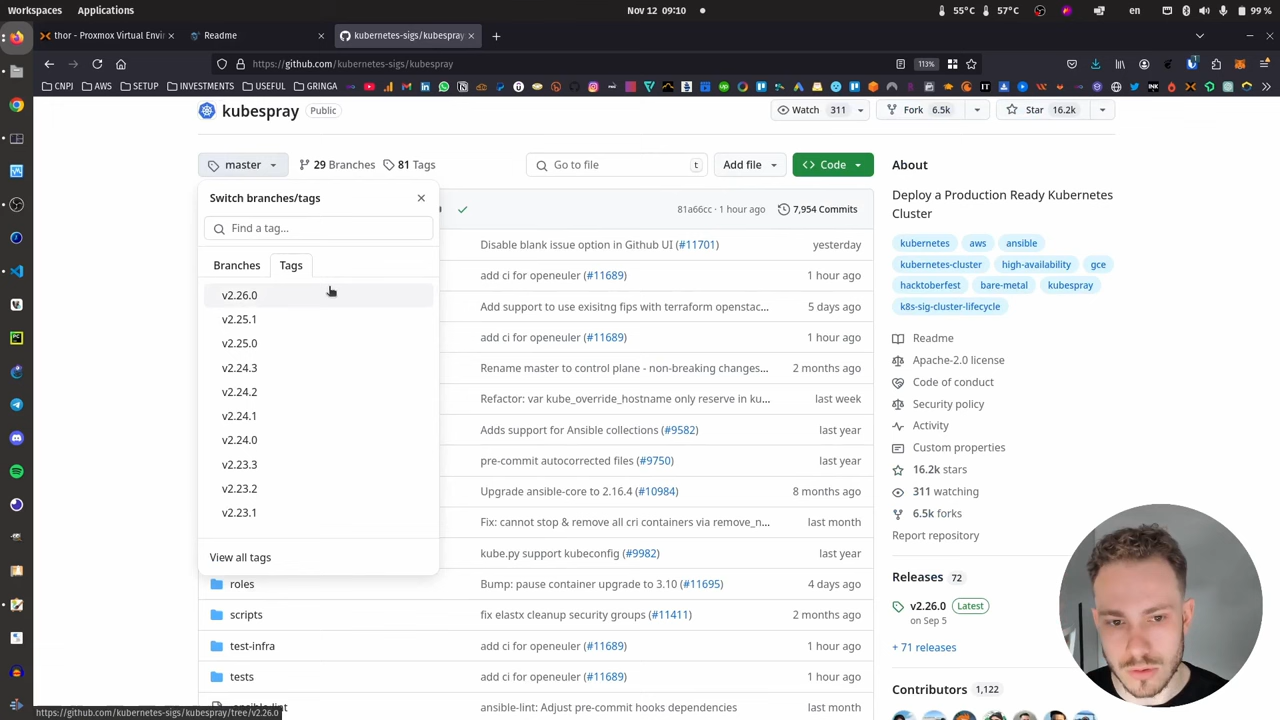 Workspaces
Applications
Nov 12 09:10
55°C
57°C
en
99 %
thor - Proxmox Virtual Envi
Readme
kubernetes-sigs/kubespray
https://github.com/kubernetes-sigs/kubespray
113%
CNPJ
AWS
SETUP
INVESTMENTS
USEFUL
GRINGA
kubespray
Public
Watch 311
Fork 6.5k
Star 16.2k
master
29 Branches
81 Tags
Go to file
t
Add file
Code
Switch branches/tags
Find a tag...
Branches
Tags
v2.26.0
v2.25.1
v2.25.0
v2.24.3
v2.24.2
v2.24.1
v2.24.0
v2.23.3
v2.23.2
v2.23.1
View all tags
81a66cc · 1 hour ago
7,954 Commits
Disable blank issue option in Github UI (#11701)
yesterday
add ci for openeuler (#11689)
1 hour ago
Add support to use exisitng fips with terraform openstac...
5 days ago
add ci for openeuler (#11689)
1 hour ago
Rename master to control plane - non-breaking changes...
2 months ago
Refactor: var kube_override_hostname only reserve in ku...
last week
Adds support for Ansible collections (#9582)
last year
pre-commit autocorrected files (#9750)
last year
Upgrade ansible-core to 2.16.4 (#10984)
8 months ago
Fix: cannot stop & remove all cri containers via remove_n...
last month
kube.py support kubeconfig (#9982)
last year
roles
Bump: pause container upgrade to 3.10 (#11695)
4 days ago
scripts
fix elastx cleanup security groups (#11411)
2 months ago
test-infra
add ci for openeuler (#11689)
1 hour ago
tests
add ci for openeuler (#11689)
1 hour ago
ansible-lint: Adjust pre-commit hooks dependencies
last month
https://github.com/kubernetes-sigs/kubespray/tree/v2.26.0
About
Deploy a Production Ready Kubernetes
Cluster
kubernetes
aws
ansible
kubernetes-cluster
high-availability
gce
hacktoberfest
bare-metal
kubespray
k8s-sig-cluster-lifecycle
Readme
Apache-2.0 license
Code of conduct
Security policy
Activity
Custom properties
16.2k stars
311 watching
6.5k forks
Report repository
Releases 72
v2.26.0
Latest
on Sep 5
+ 71 releases
Contributors 1,122